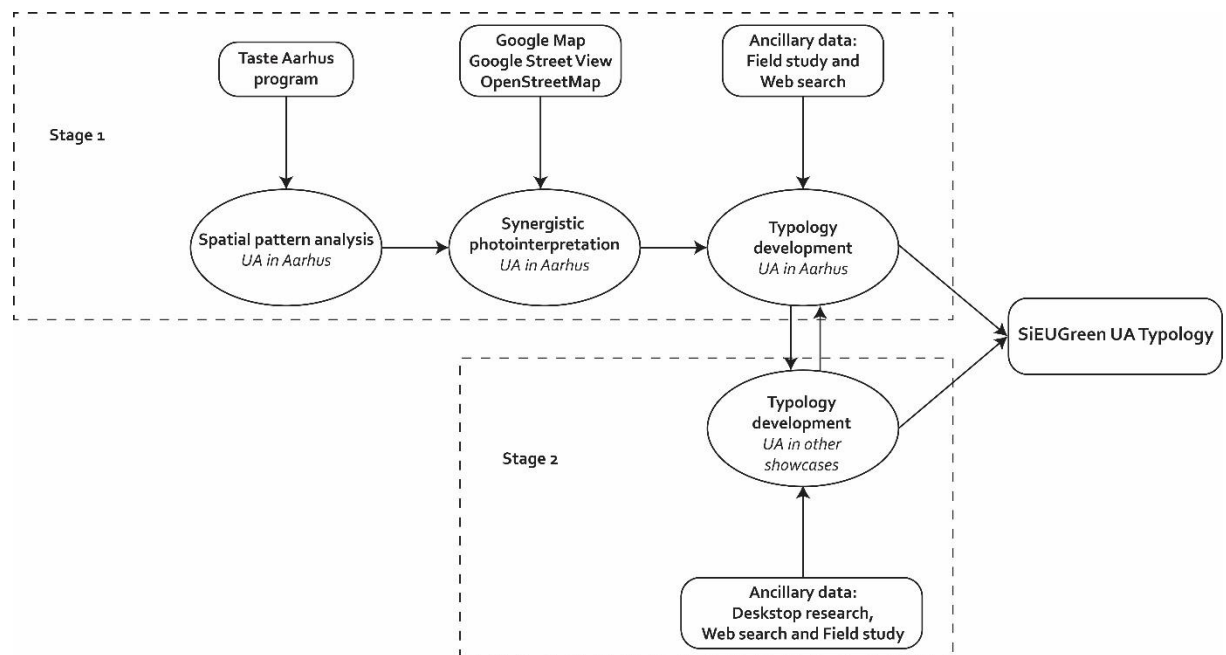 Taste Aarhus
program
Google Map
Google Street View
OpenStreetMap
Ancillary data:
Field study and
Web search
Stage 1
Spatial pattern analysis
UA in Aarhus
Synergistic
photointerpretation
UA in Aarhus
Typology
development
UA in Aarhus
SiEUGreen UA Typology
Stage 2
Typology
development
UA in other
showcases
Ancillary data:
Deskstop research,
Web search and Field study